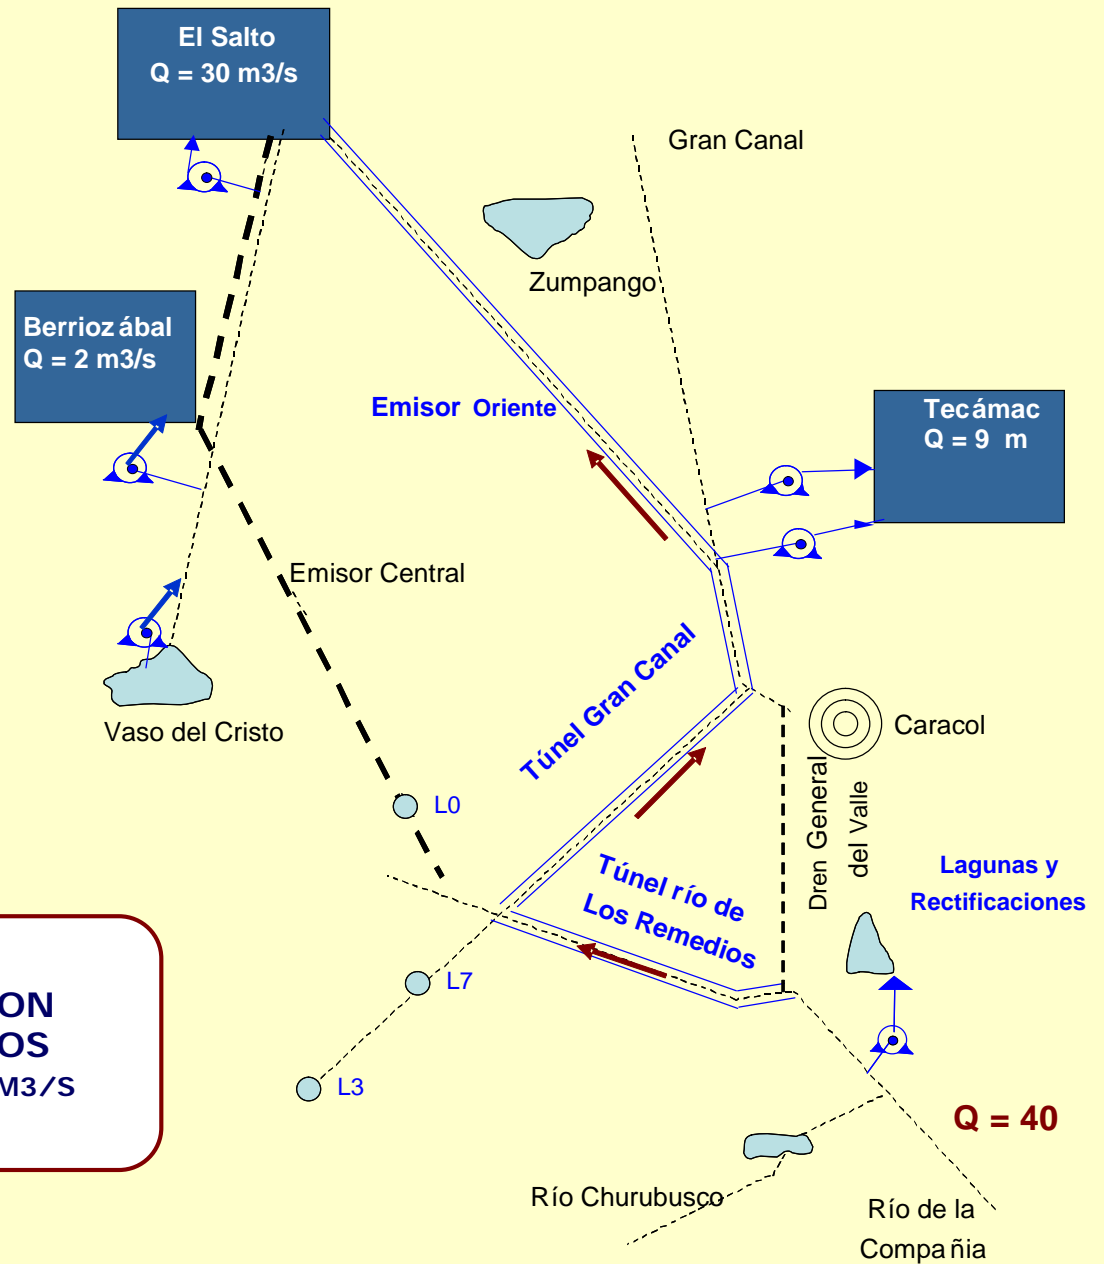 El Salto
Q = 30 m3/s
Gran Canal
Zumpango
Berriozábal
Q = 2 m3/s
Emisor Oriente
Tecámac
Q = 9 m
Emisor Central
Túnel Gran Canal
Vaso del Cristo
Caracol
L0
Dren General
del Valle
Túnel río de
Los Remedios
Lagunas y
Rectificaciones
L7
ON
OS
M3/S
L3
Q = 40
Río Churubusco
Río de la
Compañia